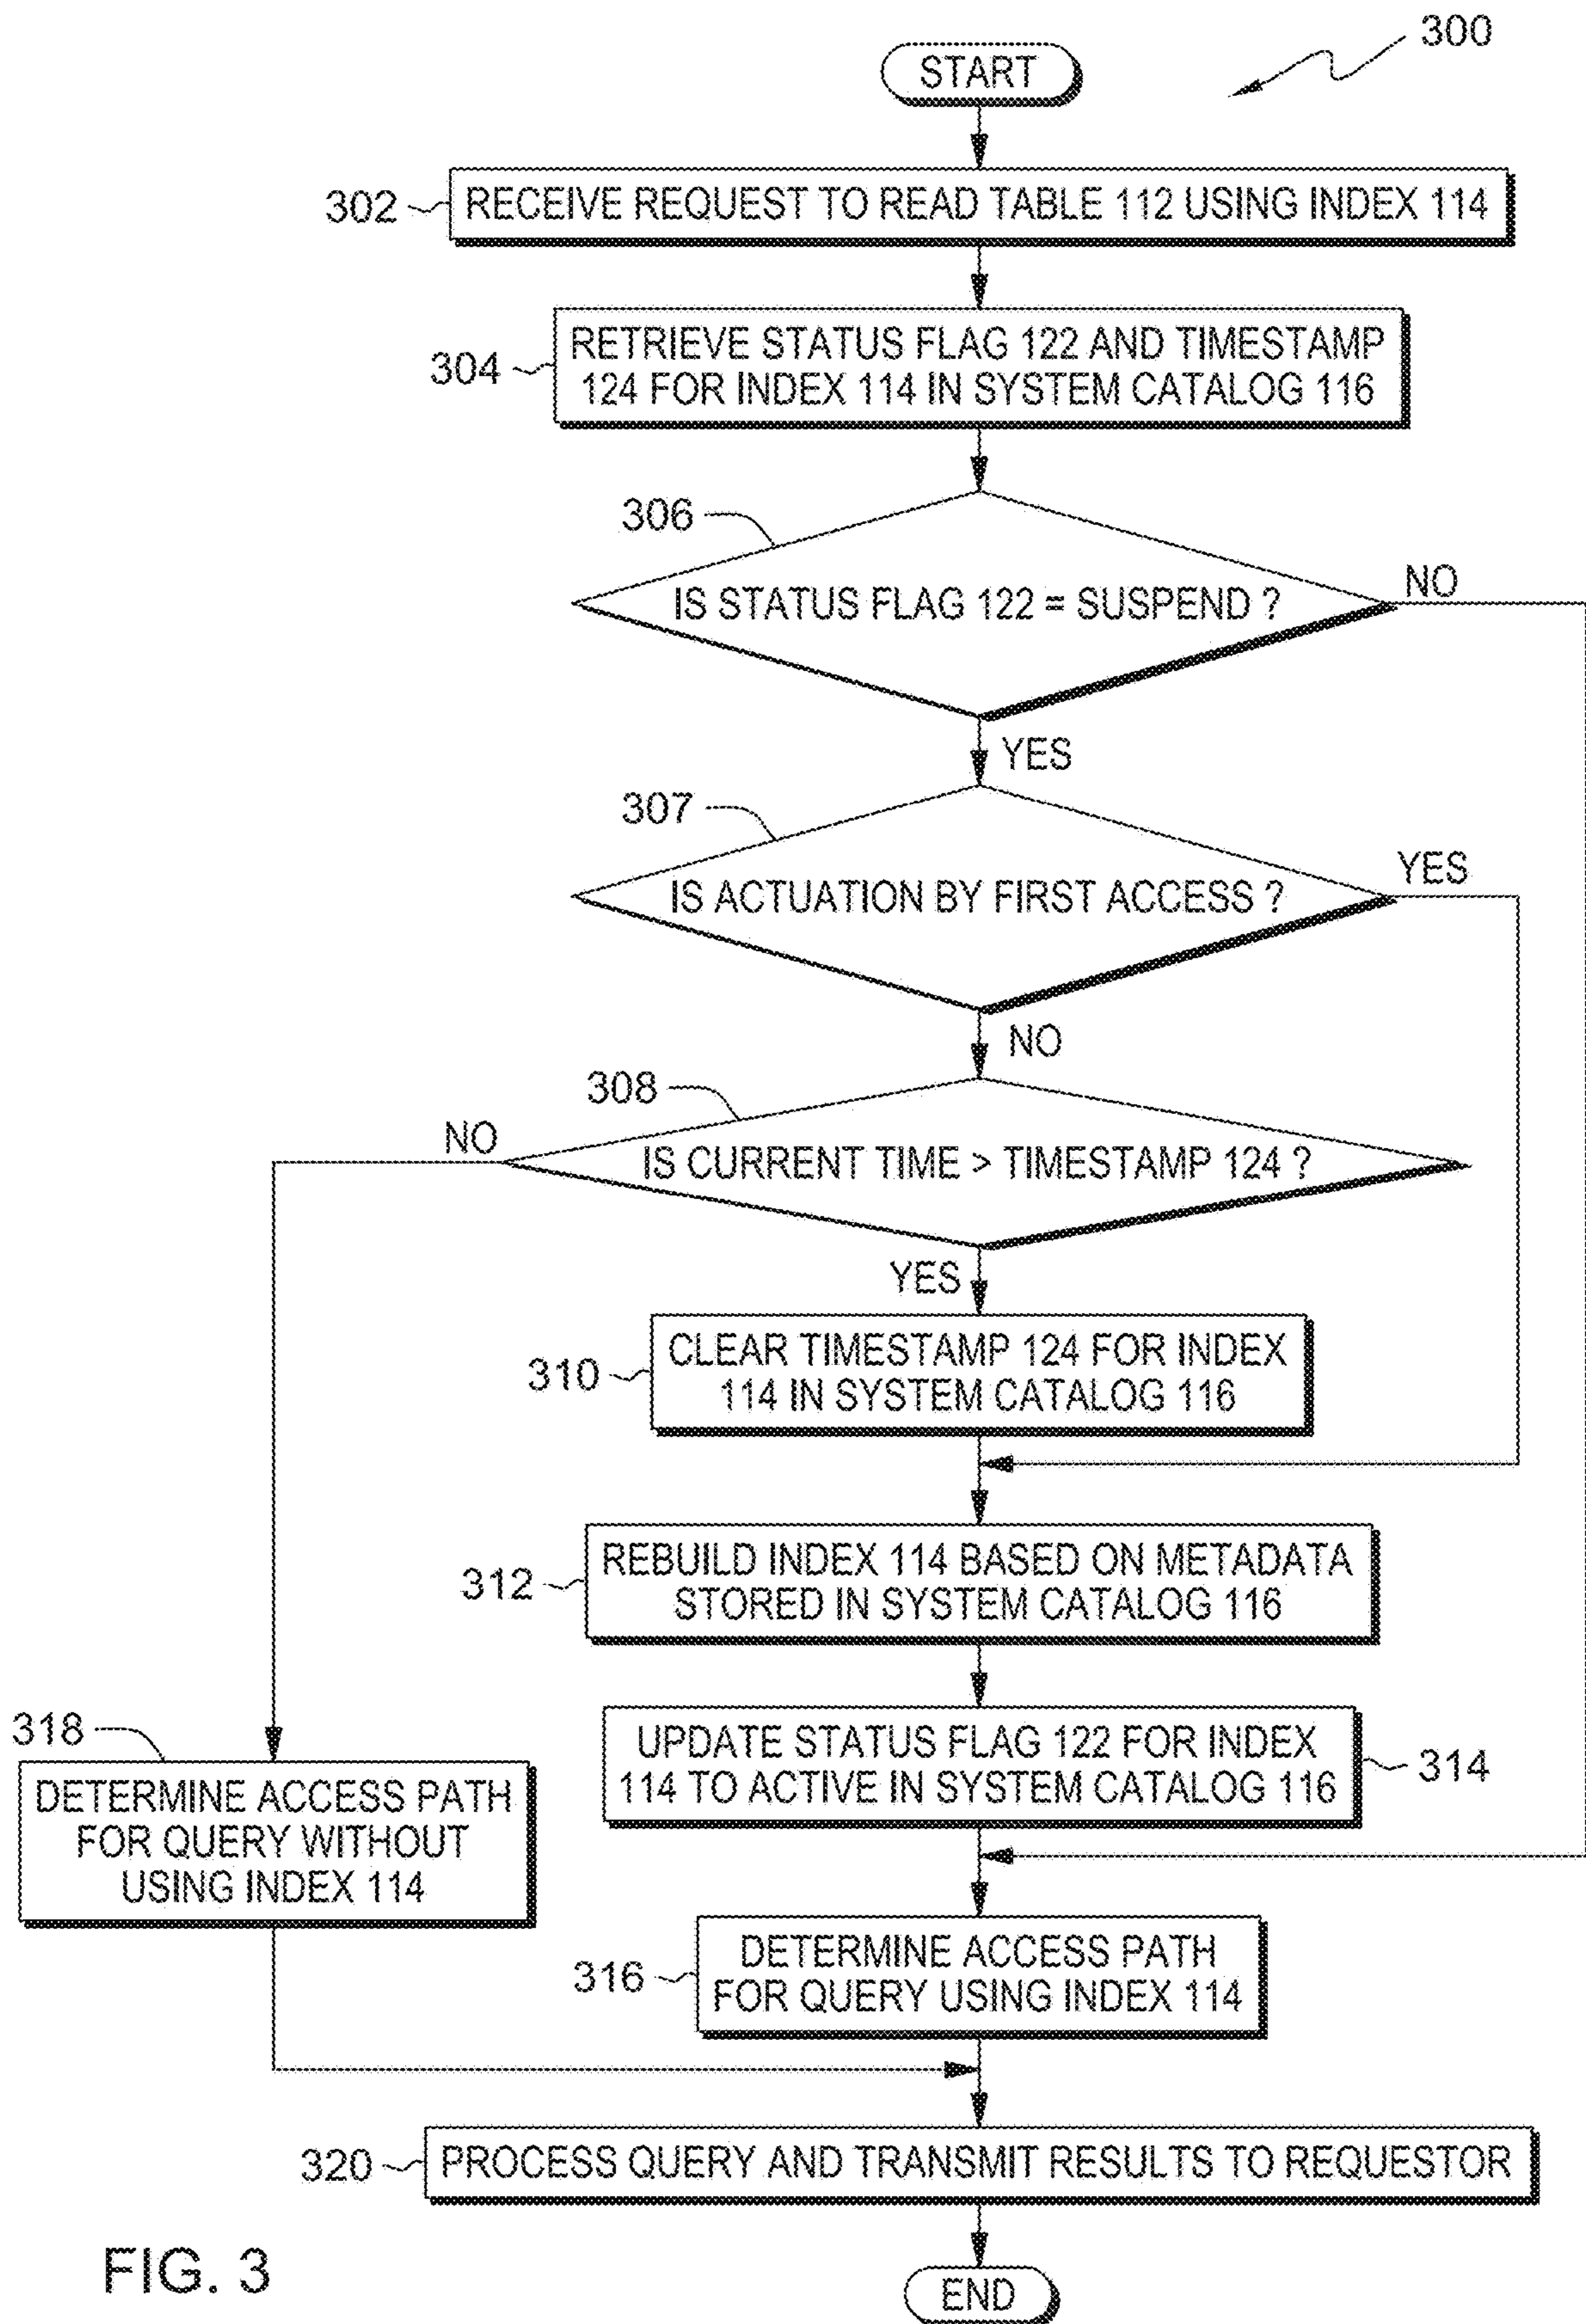 300
START
302
RECEIVE REQUEST TO READ TABLE 112 USING INDEX 114
304
RETRIEVE STATUS FLAG 122 AND TIMESTAMP
124 FOR INDEX 114 IN SYSTEM CATALOG 116
306
IS STATUS FLAG 122 = SUSPEND ?
NO
YES
307
IS ACTUATION BY FIRST ACCESS ?
YES
NO
308
IS CURRENT TIME > TIMESTAMP 124 ?
NO
YES
310
CLEAR TIMESTAMP 124 FOR INDEX
114 IN SYSTEM CATALOG 116
312
REBUILD INDEX 114 BASED ON METADATA
STORED IN SYSTEM CATALOG 116
314
UPDATE STATUS FLAG 122 FOR INDEX
114 TO ACTIVE IN SYSTEM CATALOG 116
318
DETERMINE ACCESS PATH
FOR QUERY WITHOUT
USING INDEX 114
316
DETERMINE ACCESS PATH
FOR QUERY USING INDEX 114
320
PROCESS QUERY AND TRANSMIT RESULTS TO REQUESTOR
END
FIG. 3